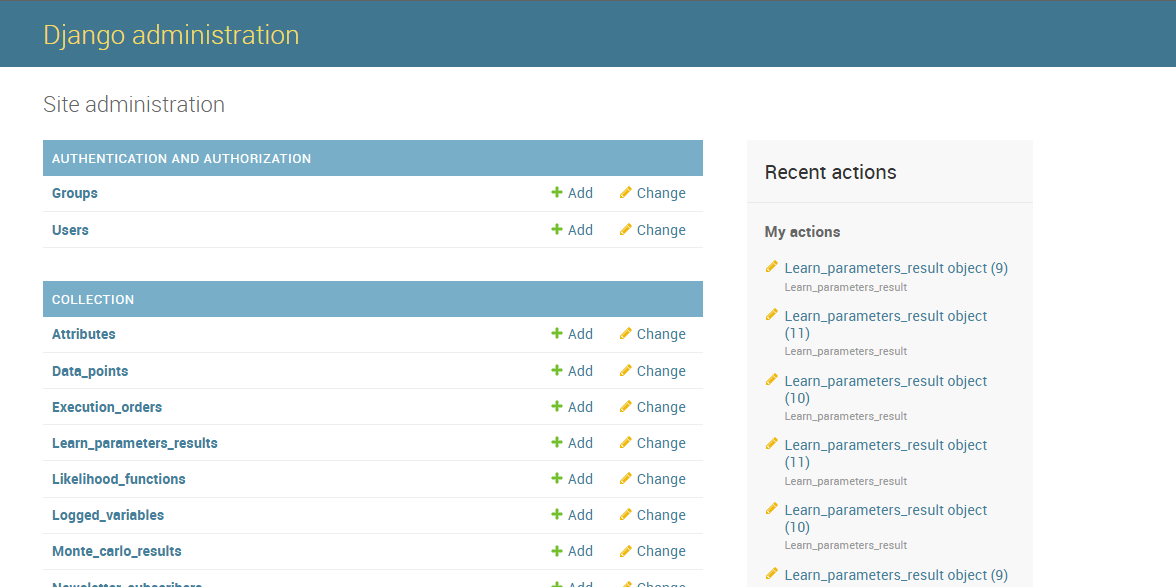 Django administration
Site administration
AUTHENTICATION AND AUTHORIZATION
Groups Add Change
Users Add Change
COLLECTION
Attributes Add Change
Data_points Add Change
Execution_orders Add Change
Learn_parameters_results Add Change
Likelihood_functions Add Change
Logged_variables Add Change
Monte_carlo_results Add Change
Newsletter_subscribers Add Change
Recent actions
My actions
Learn_parameters_result object (9)
Learn_parameters_result
Learn_parameters_result object
(11)
Learn_parameters_result
Learn_parameters_result object
(10)
Learn_parameters_result
Learn_parameters_result object
(11)
Learn_parameters_result
Learn_parameters_result object
(10)
Learn_parameters_result
Learn_parameters_result object (9)